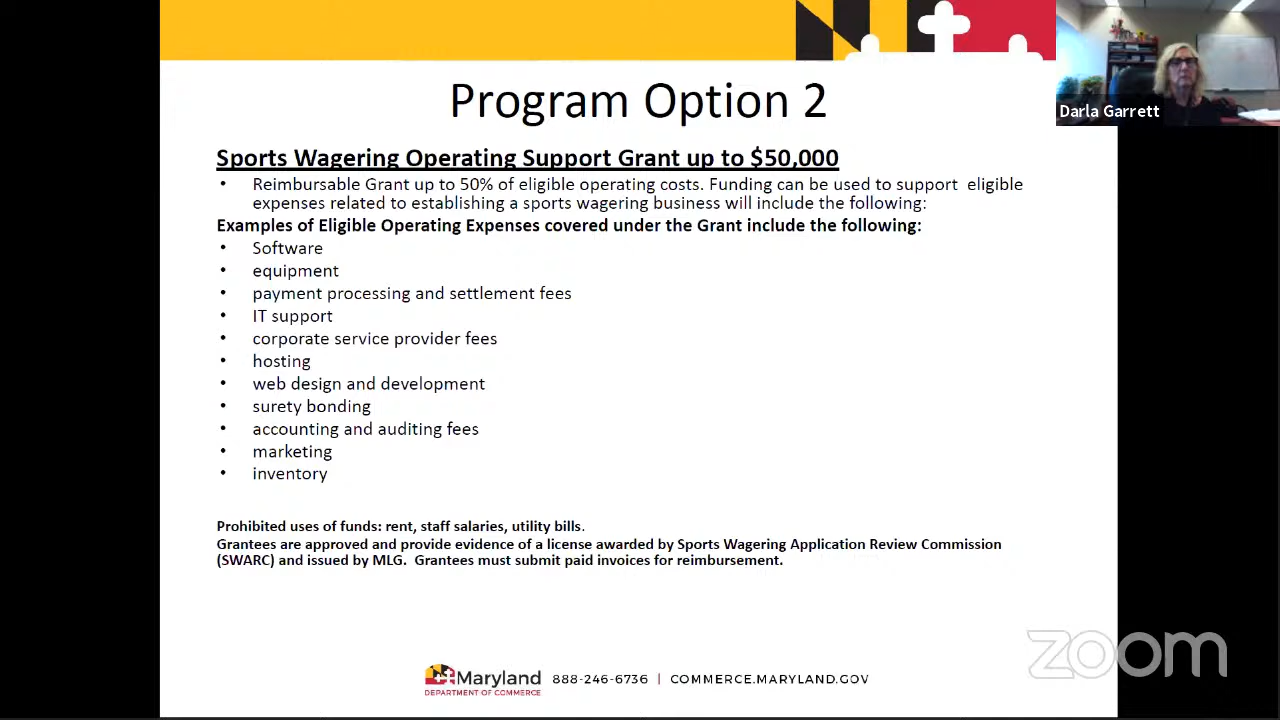 Program Option 2
Darla Garrett
Sports Wagering Operating Support Grant up to $50,000
• Reimbursable Grant up to 50% of eligible operating costs. Funding can be used to support eligible
expenses related to establishing a sports wagering business will include the following:
Examples of Eligible Operating Expenses covered under the Grant include the following:
• Software
• equipment
• payment processing and settlement fees
• IT support
• corporate service provider fees
• hosting
• web design and development
• surety bonding
• accounting and auditing fees
• marketing
• inventory
Prohibited uses of funds: rent, staff salaries, utility bills.
Grantees are approved and provide evidence of a license awarded by Sports Wagering Application Review Commission
(SWARC) and issued by MLG. Grantees must submit paid invoices for reimbursement.
zoom
Maryland
DEPARTMENT OF COMMERCE
888-246-6736 | COMMERCE.MARYLAND.GOV